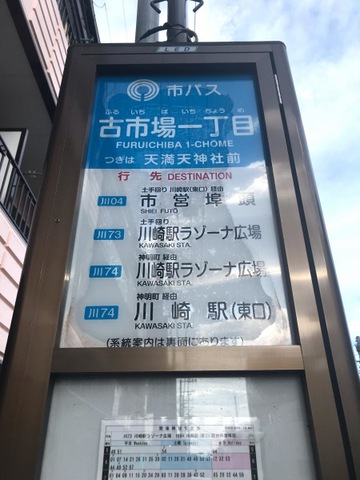 LED
市バス
ふるいちばいちちょうめ
古市場一丁目
FURUICHIBA 1-CHOME
つぎは 天満天神社前
行先 DESTINATION
土手回り 川崎駅(東口)経由
川04 市営埠頭
SHIEI FUTO
土手回り
川73 川崎駅ラゾーナ広場
KAWASAKI STA.
神明町 経由
川74 川崎駅ラゾーナ広場
KAWASAKI STA.
神明町 経由
川74 川崎駅(東口)
KAWASAKI STA.
(系統案内は裏側にあります)